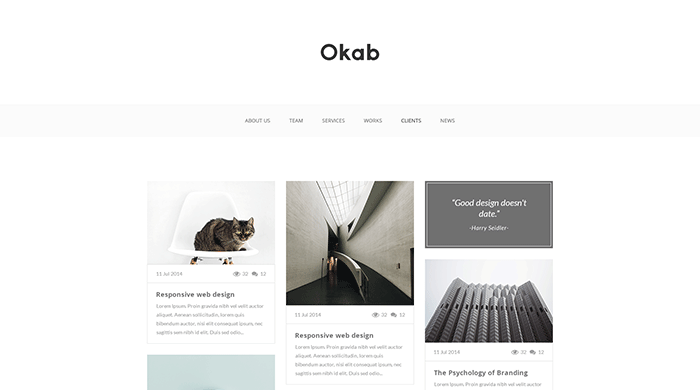 Okab
ABOUT US TEAM SERVICES WORKS CLIENTS NEWS
11 Jul 2014 32 12
Responsive web design
Lorem ipsum Proin gravida nibh vel auctor
aliquet. Aenean sollicitudin, lorem quis
bibendum auctor, nisi elit consequat ipsum, nec
sagittis sem nibh id elit. Duis sed odio...
11 Jul 2014 32 12
Responsive web design
Lorem ipsum Proin gravida nibh vel auctor
aliquet. Aenean sollicitudin, lorem quis
bibendum auctor, nisi elit consequat ipsum, nec
sagittis sem nibh id elit. Duis sed odio...
“Good design doesn’t
date.”
-Harry Seidler-
11 Jul 2014 32 12
The Psychology of Branding
Lorem ipsum Proin gravida nibh vel auctor